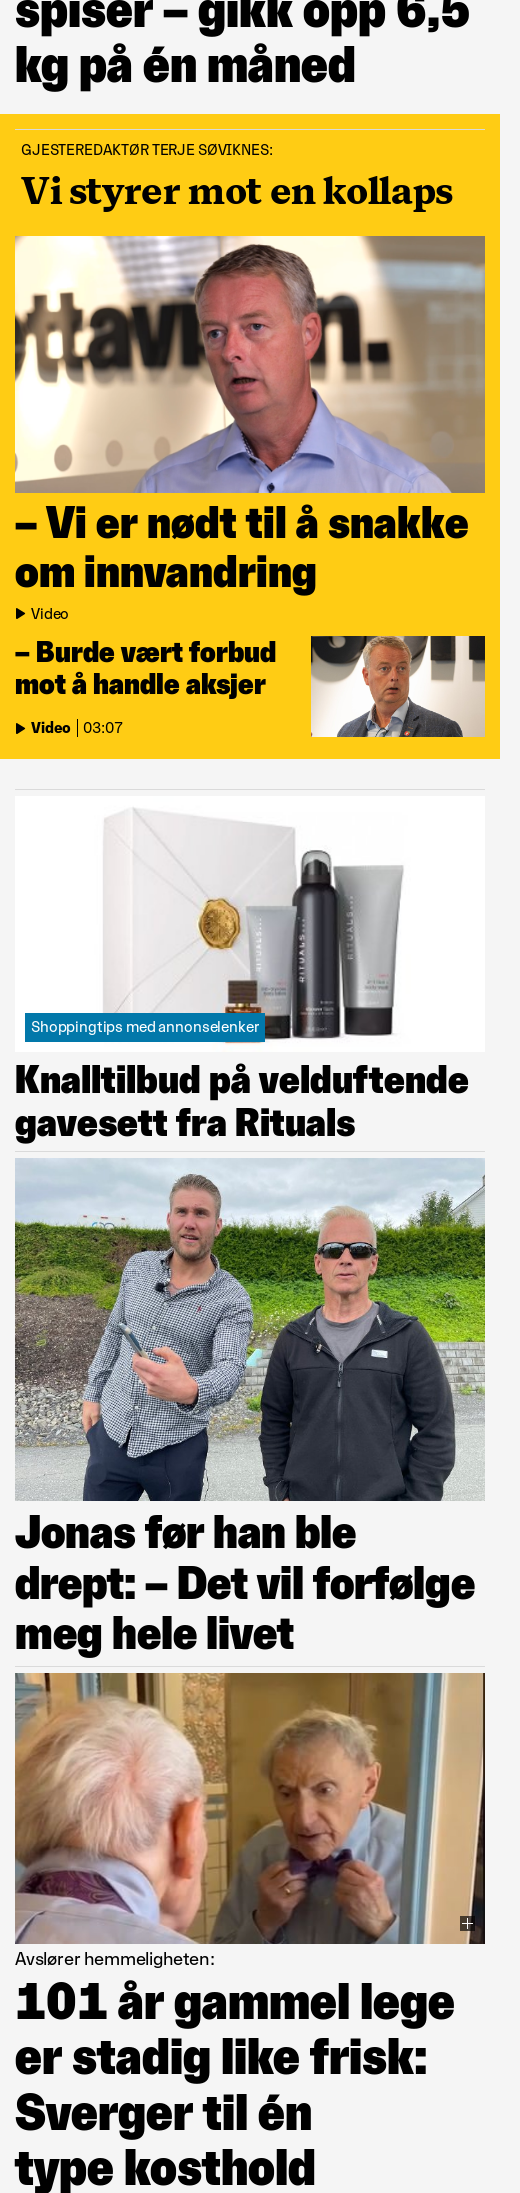 spiser – gikk opp 6,5
kg på én måned
GJESTEREDAKTØR TERJE SØVIKNES:
Vi styrer mot en kollaps
– Vi er nødt til å snakke
om innvandring
Video
– Burde vært forbud
mot å handle aksjer
Video | 03:07
RITUALS...
RITUALS...
RITUALS...
Shoppingtips med annonselenker
Knalltilbud på velduftende
gavesett fra Rituals
Jonas før han ble
drept: – Det vil forfølge
meg hele livet
Avslører hemmeligheten:
101 år gammel lege
er stadig like frisk:
Sverger til én
type kosthold